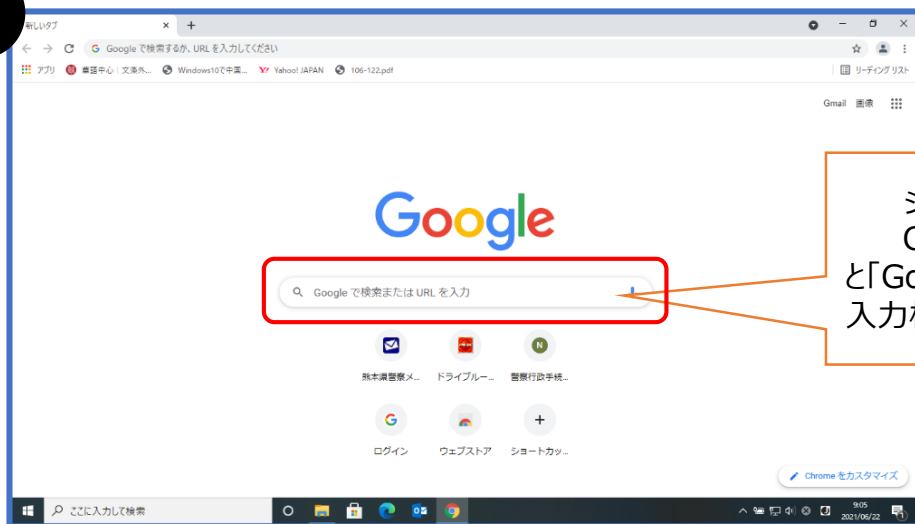 新しいタブ
Google で検索するか、URL を入力してください
アプリ 華語中心｜文藻外... Windows10で中国... Yahoo! JAPAN 106-122.pdf リーディング リスト
Gmail 画像
Google
と「Go
入力
Google で検索または URL を入力
熊本県警察メ... ドライブルー... 警察行政手続...
ログイン ウェブストア ショートカッ...
Chrome をカスタマイズ
ここに入力して検索
9:05
2021/06/22